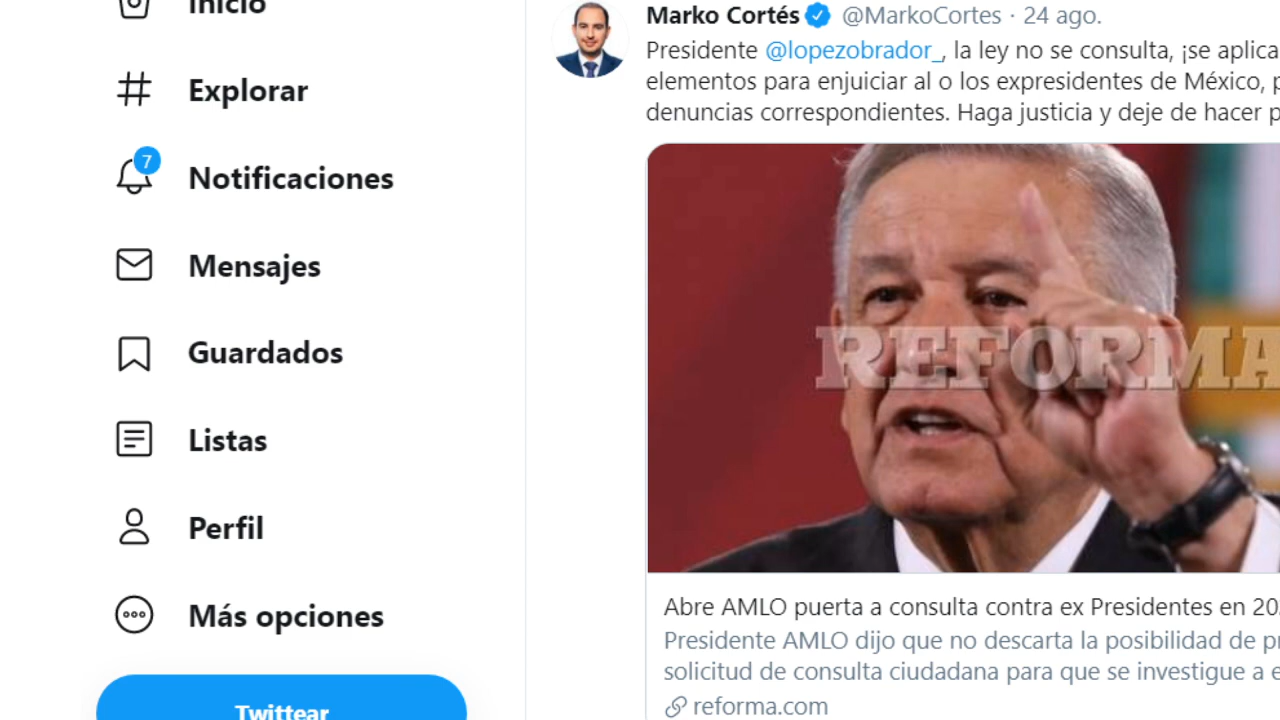 Inicio
Explorar
7
Notificaciones
Mensajes
Guardados
Listas
Perfil
Más opciones
Twittear
Marko Cortés @MarkoCortes · 24 ago.
Presidente @lopezobrador_, la ley no se consulta, ¡se aplica
elementos para enjuiciar al o los expresidentes de México,
denuncias correspondientes. Haga justicia y deje de hacer
REFORMA
Abre AMLO puerta a consulta contra ex Presidentes en
Presidente AMLO dijo que no descarta la posibilidad de
solicitud de consulta ciudadana para que se investigue a
reforma.com